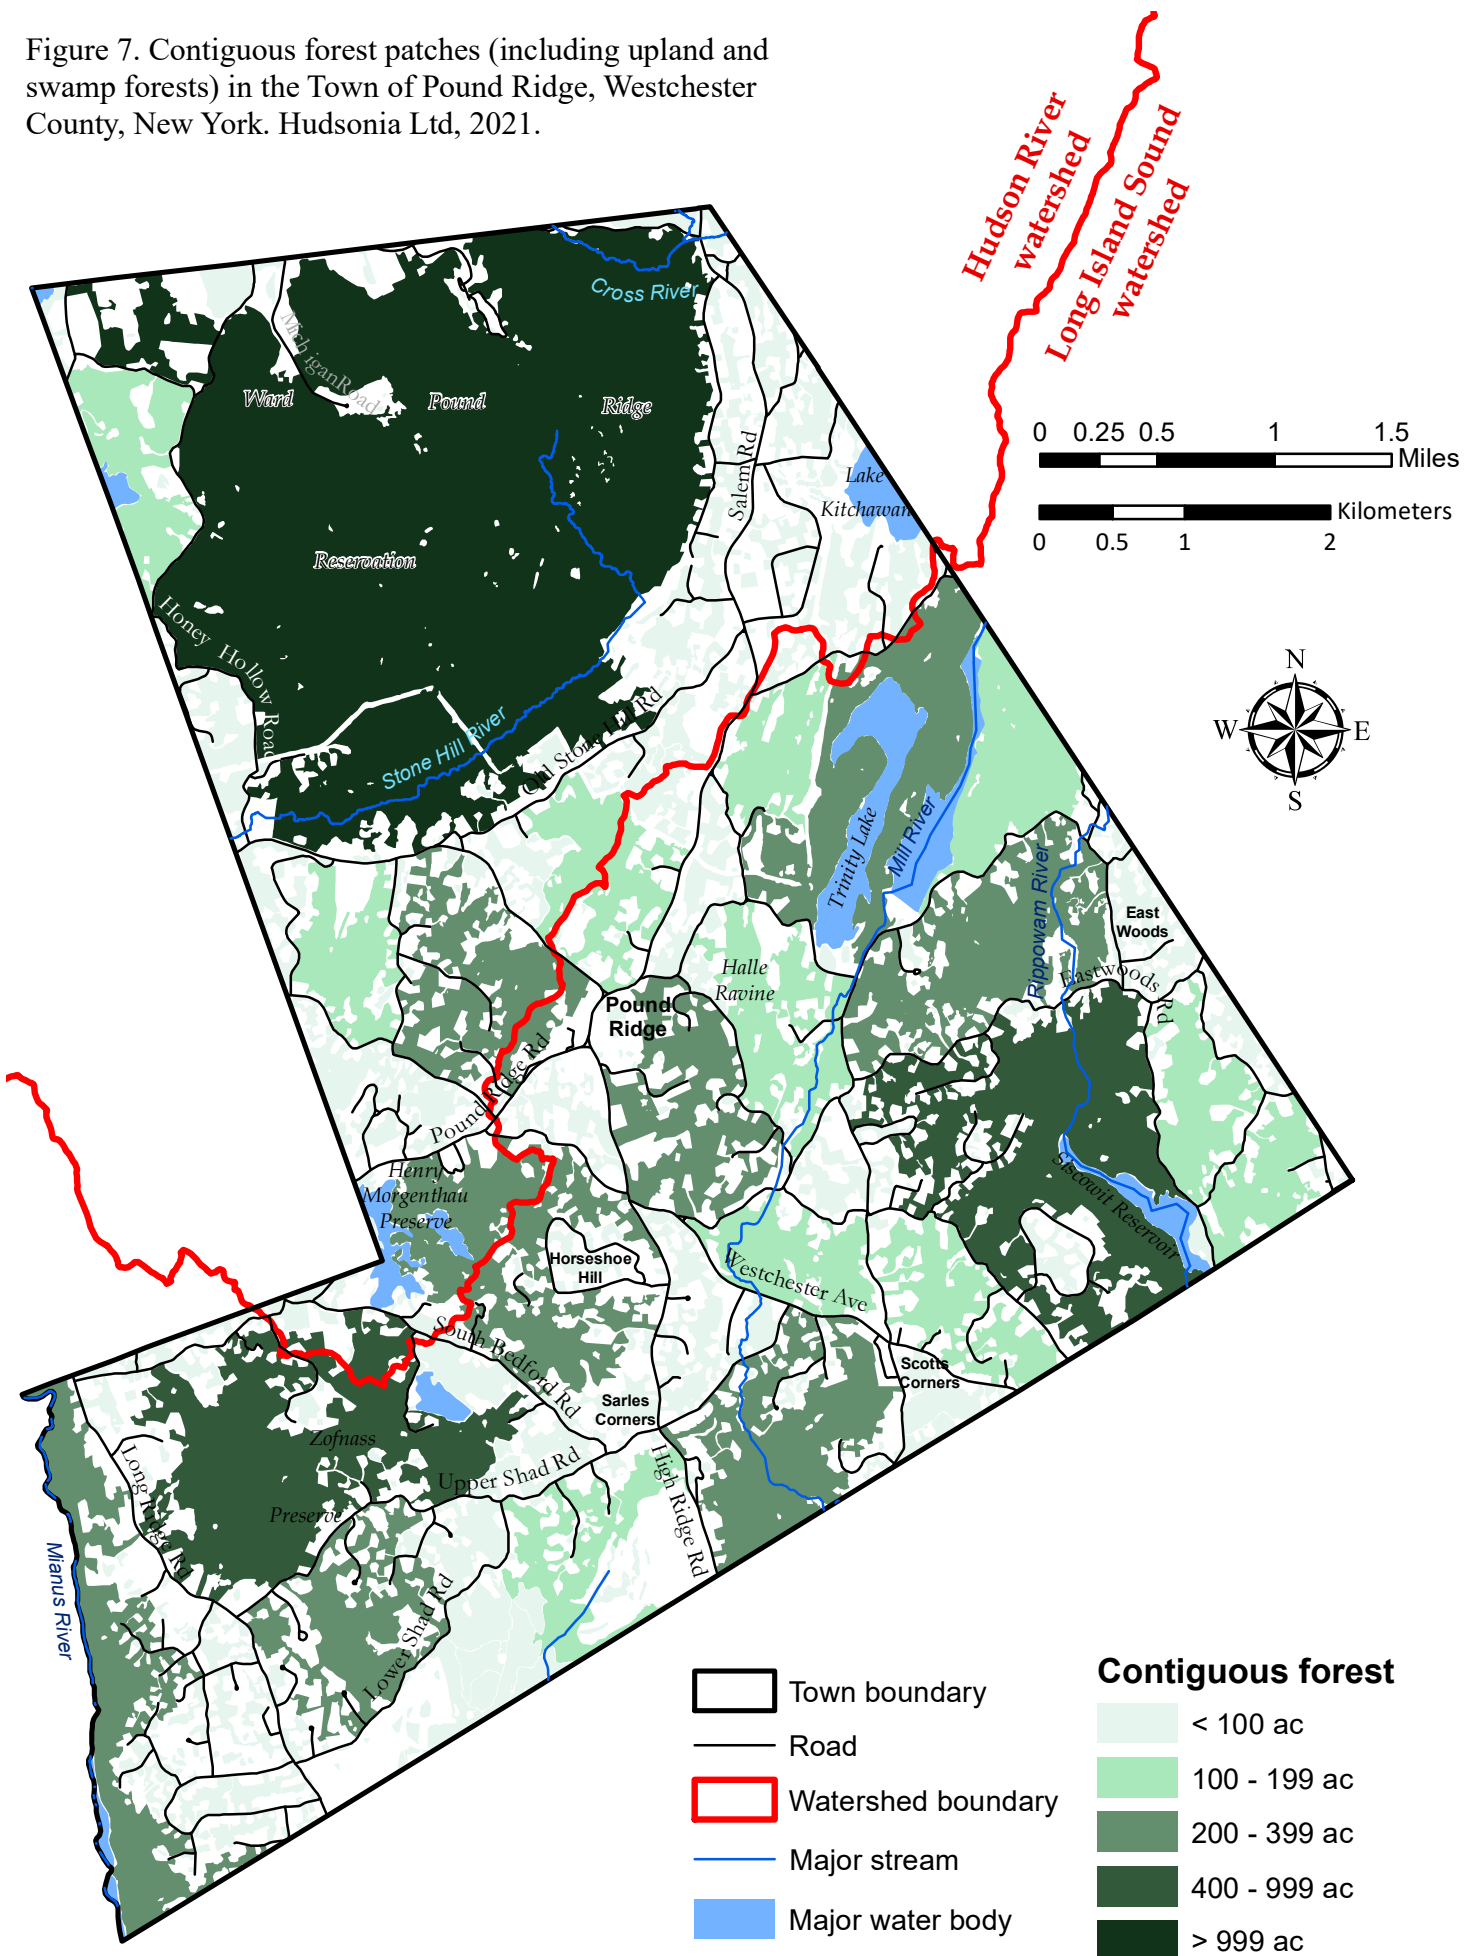 Figure 7. Contiguous forest patches (including upland and
swamp forests) in the Town of Pound Ridge, Westchester
County, New York. Hudsonia Ltd, 2021.
Hudson River
watershed
Long Island Sound
watershed
Cross River
Michigan Road
Ward
Pound
Ridge
Reservation
Salem Rd
Lake
Kitchawan
0 0.25 0.5 1 1.5
Miles
Kilometers
0 0.5 1 2
N
W
E
S
Honey Hollow Road
Stone Hill River
Old Stone Hill Rd
Trinity Lake
Mill River
Rippowam River
East
Woods
Eastwoods Rd
Halle
Ravine
Pound
Ridge
Pound Ridge Rd
Henry
Morgenthau
Preserve
Siscowit Reservoir
Horseshoe
Hill
Westchester Ave
South Bedford Rd
Scotts
Corners
Sarles
Corners
Zofnass
Preserve
Upper Shad Rd
High Ridge Rd
Long Ridge Rd
Lower Shad Rd
Mianus River
Town boundary
Road
Watershed boundary
Major stream
Major water body
Contiguous forest
< 100 ac
100 - 199 ac
200 - 399 ac
400 - 999 ac
> 999 ac